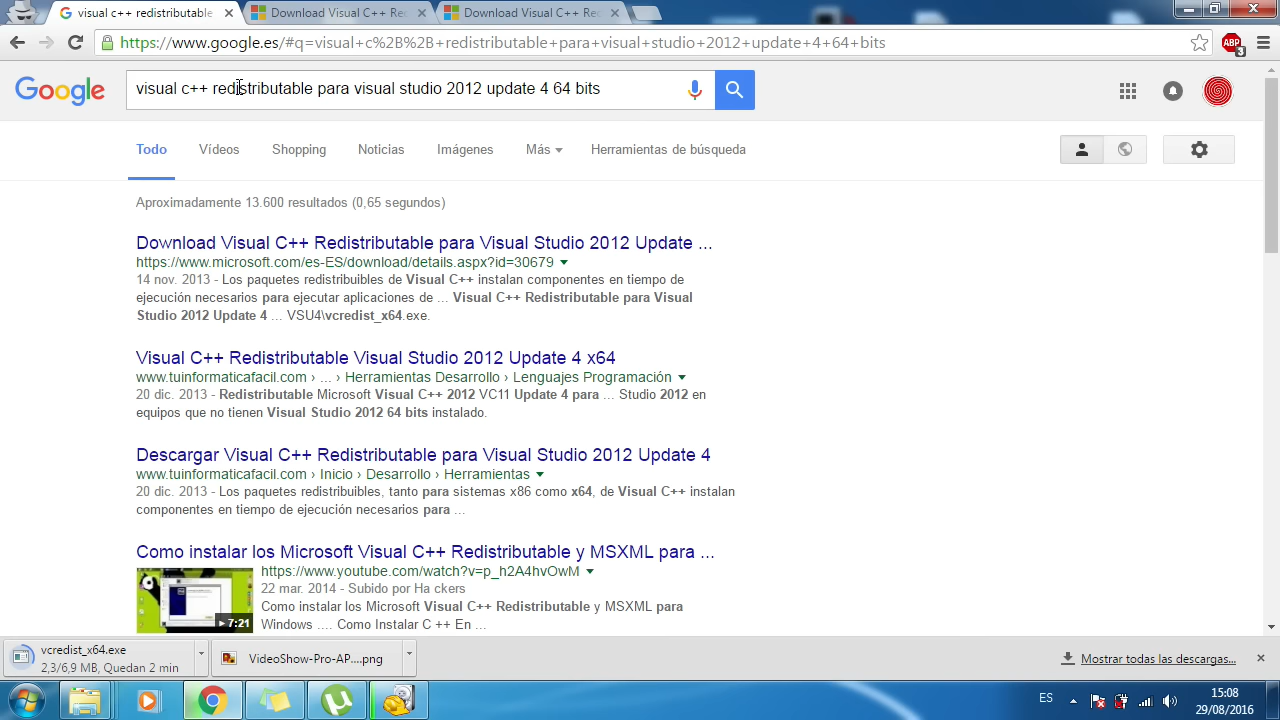 visual c++ redistributable
Download Visual C++ Re
Download Visual C++ Re
https://www.google.es/#q=visual+c%2B%2B+redistributable+para+visual+studio+2012+update+4+64+bits
ABP
3
Google
visual c++ redistributable para visual studio 2012 update 4 64 bits
Todo
Vídeos
Shopping
Noticias
Imágenes
Más
Herramientas de búsqueda
Aproximadamente 13.600 resultados (0,65 segundos)
Download Visual C++ Redistributable para Visual Studio 2012 Update ...
https://www.microsoft.com/es-ES/download/details.aspx?id=30679
14 nov. 2013 - Los paquetes redistribuibles de Visual C++ instalan componentes en tiempo de
ejecución necesarios para ejecutar aplicaciones de ... Visual C++ Redistributable para Visual
Studio 2012 Update 4 ... VSU4\vcredist_x64.exe.
Visual C++ Redistributable Visual Studio 2012 Update 4 x64
www.tuinformaticafacil.com › ... › Herramientas Desarrollo › Lenguajes Programación
20 dic. 2013 - Redistributable Microsoft Visual C++ 2012 VC11 Update 4 para ... Studio 2012 en
equipos que no tienen Visual Studio 2012 64 bits instalado.
Descargar Visual C++ Redistributable para Visual Studio 2012 Update 4
www.tuinformaticafacil.com › Inicio › Desarrollo › Herramientas
20 dic. 2013 - Los paquetes redistribuibles, tanto para sistemas x86 como x64, de Visual C++ instalan
componentes en tiempo de ejecución necesarios para ...
Como instalar los Microsoft Visual C++ Redistributable y MSXML para ...
https://www.youtube.com/watch?v=p_h2A4hvOwM
22 mar. 2014 - Subido por Ha ckers
Como instalar los Microsoft Visual C++ Redistributable y MSXML para
Windows .... Como Instalar C ++ En ...
7:21
vcredist_x64.exe
2,3/6,9 MB, Quedan 2 min
VideoShow-Pro-AP....png
Mostrar todas las descargas...
ES
15:08
29/08/2016